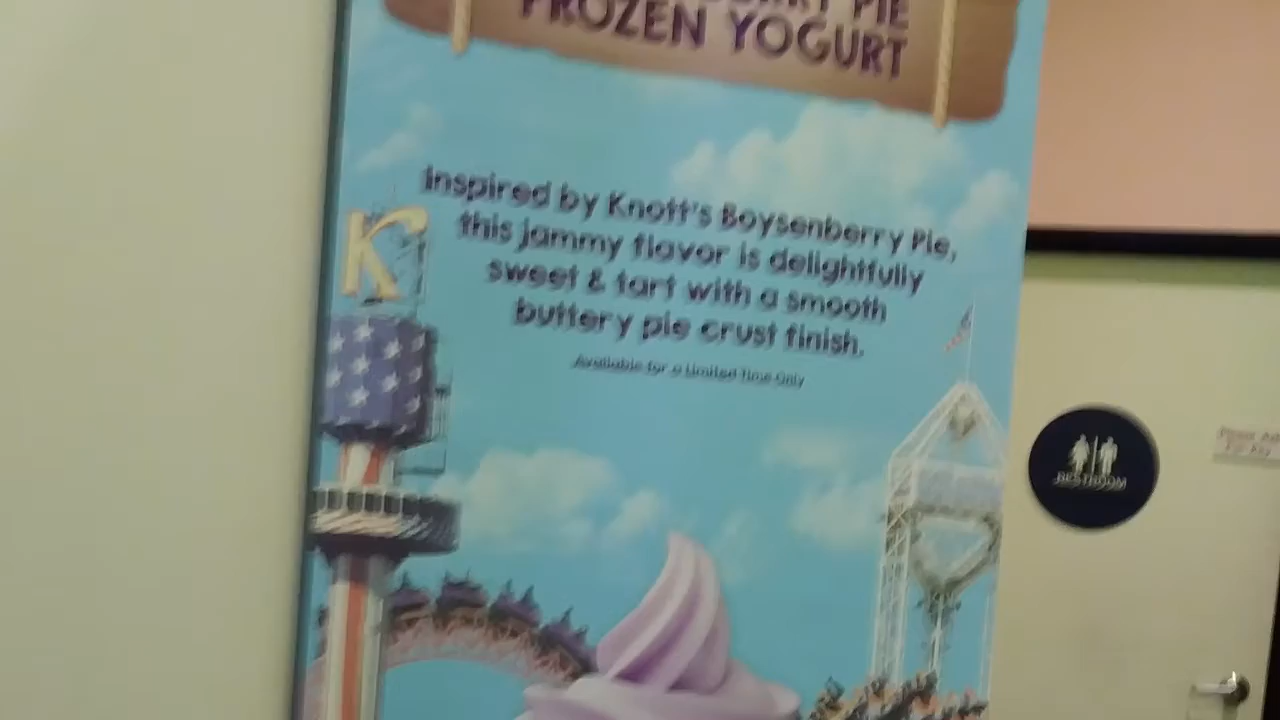 PIE
FROZEN YOGURT
Inspired by Knott's Boysenberry Pie,
this jammy flavor is delightfully
sweet & tart with a smooth
buttery pie crust finish.
Available for a Limited Time Only
K
RESTROOM